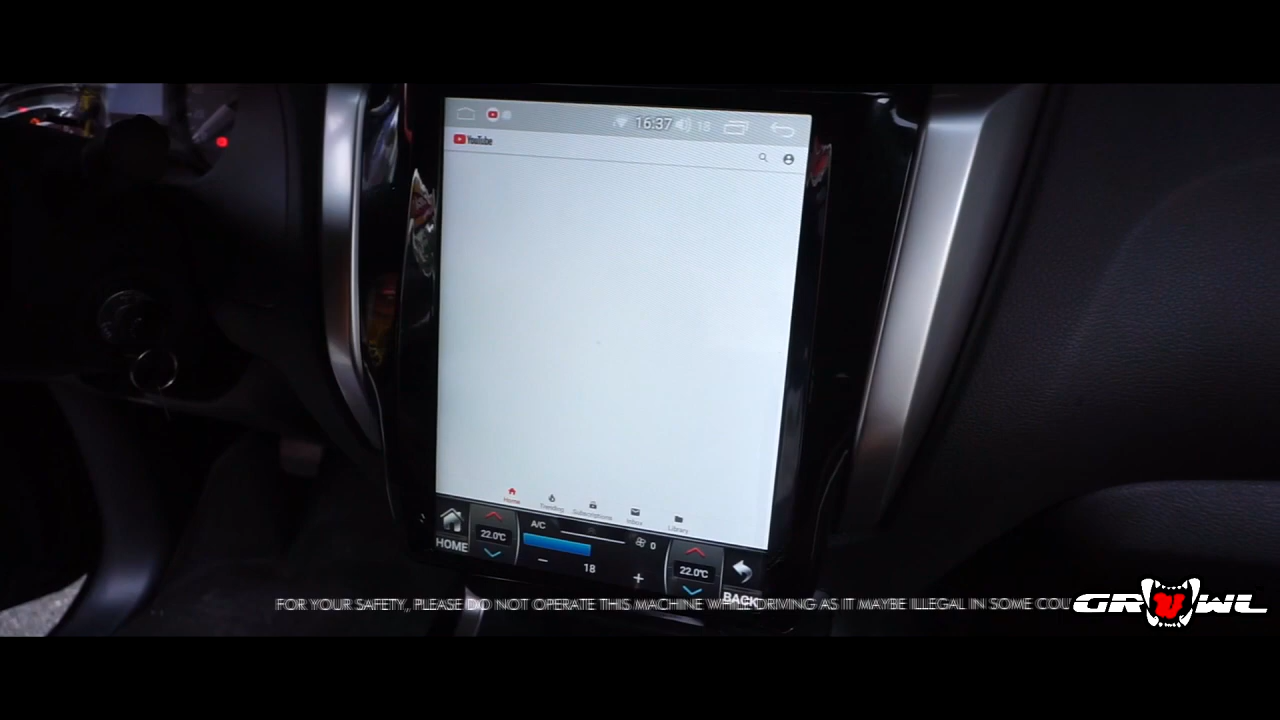 16:37 18
YouTube
Home Trending Subscriptions Inbox Library
HOME 22.0°C A/C 18 0 22.0°C BACK
− +
FOR YOUR SAFETY, PLEASE DO NOT OPERATE THIS MACHINE WHILE DRIVING AS IT MAYBE ILLEGAL IN SOME COU
GROWL